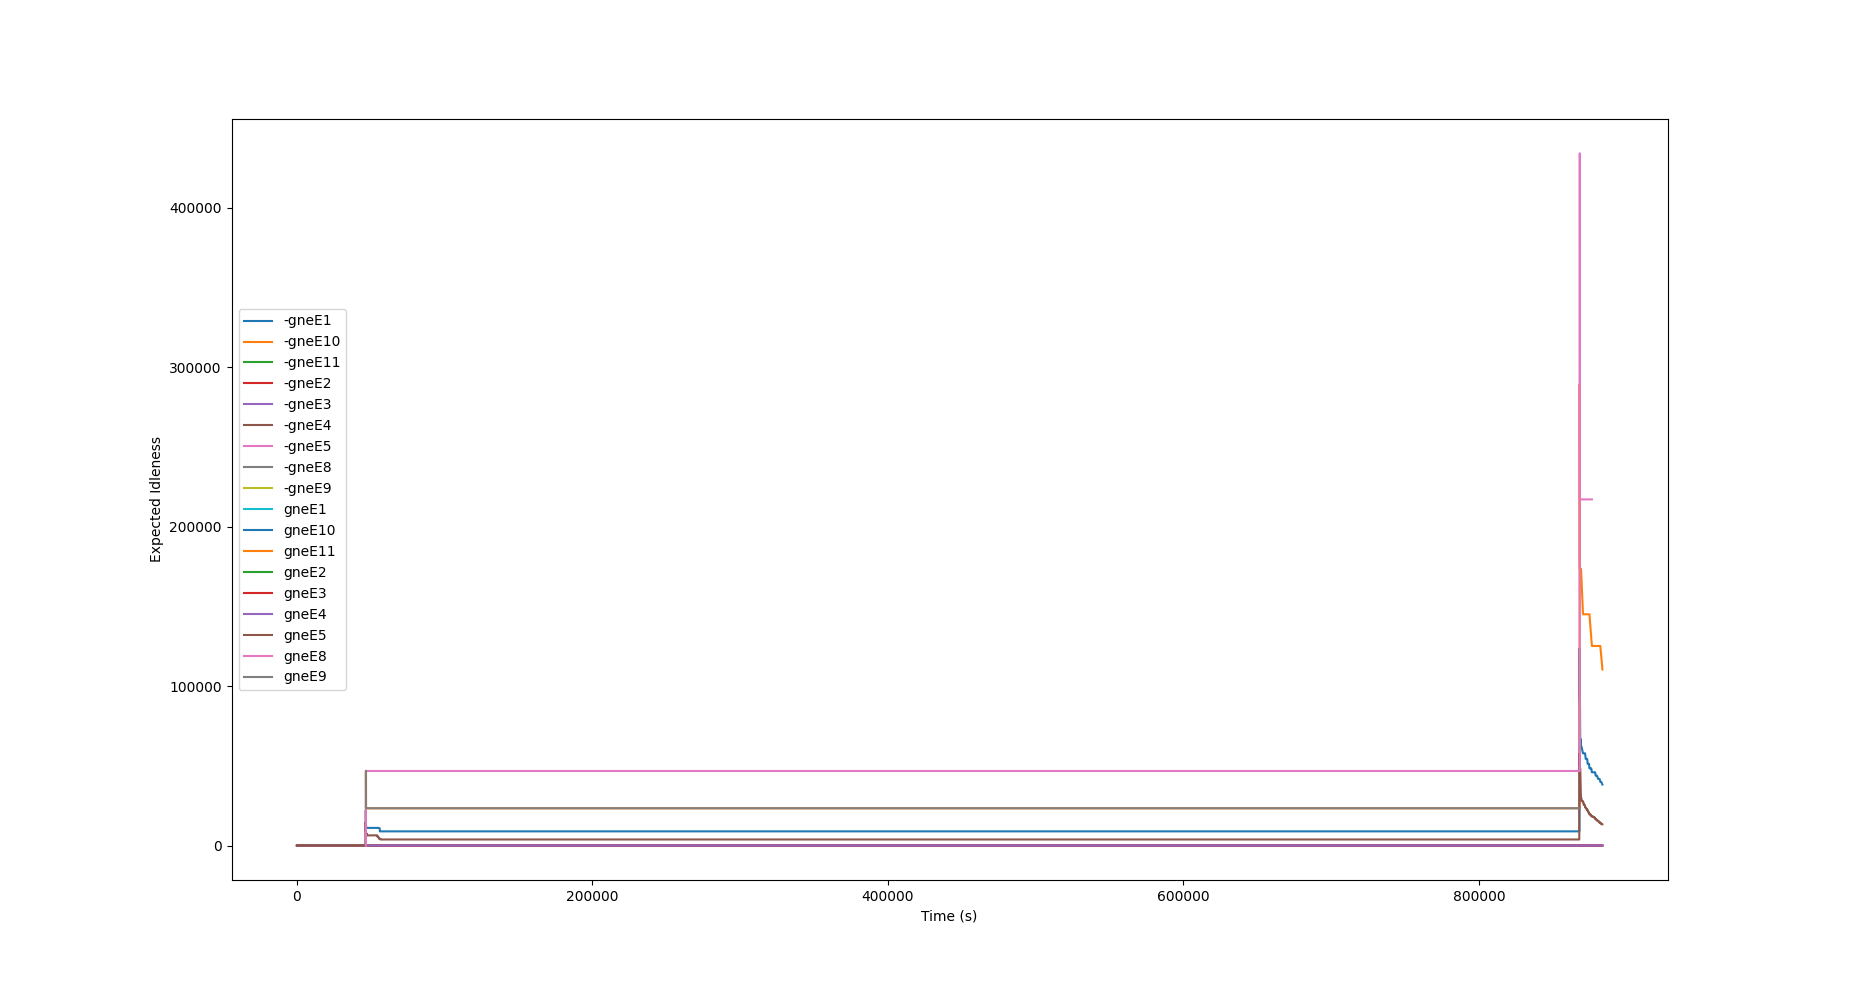 400000
300000
200000
100000
0
Expected Idleness
-gneE1
-gneE10
-gneE11
-gneE2
-gneE3
-gneE4
-gneE5
-gneE8
-gneE9
gneE1
gneE10
gneE11
gneE2
gneE3
gneE4
gneE5
gneE8
gneE9
0 200000 400000 600000 800000
Time (s)